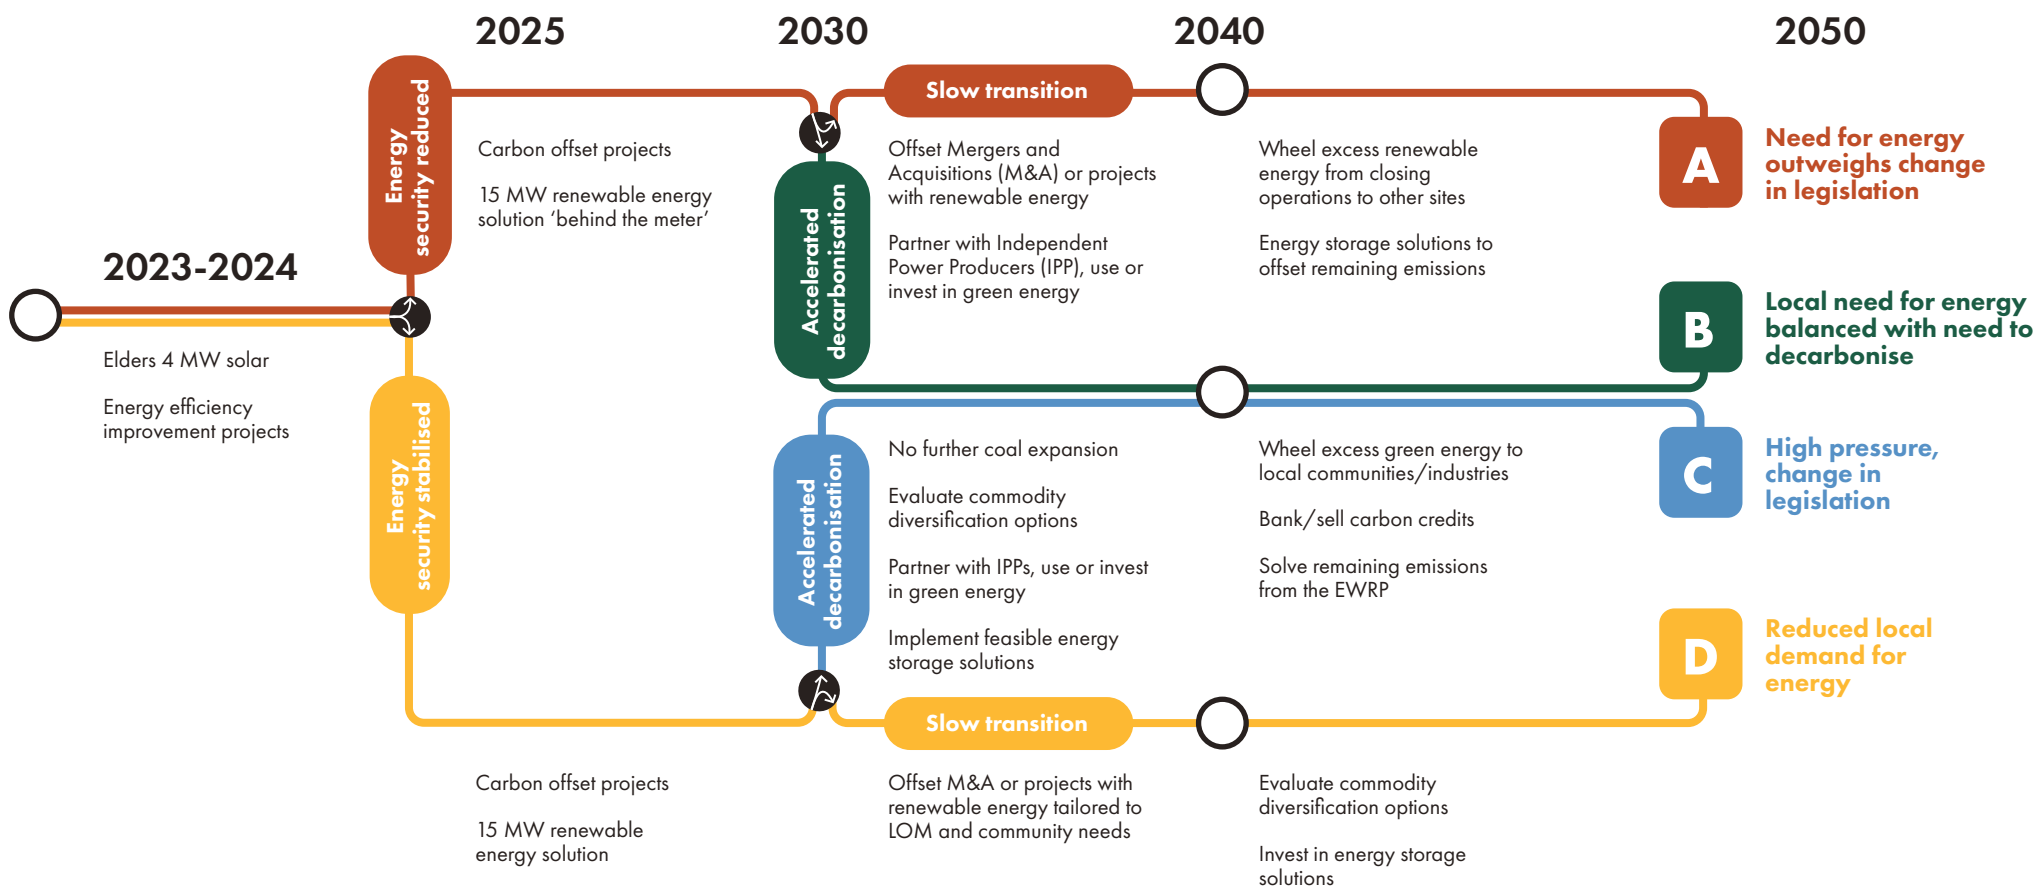 2025
2030
2040
2050
2023-2024
Elders 4 MW solar
Energy efficiency
improvement projects
Energy
security reduced
Energy
security stabilised
Carbon offset projects
15 MW renewable energy
solution ‘behind the meter’
Carbon offset projects
15 MW renewable
energy solution
Accelerated
decarbonisation
Accelerated
decarbonisation
Slow transition
Offset Mergers and
Acquisitions (M&A) or projects
with renewable energy
Partner with Independent
Power Producers (IPP), use or
invest in green energy
No further coal expansion
Evaluate commodity
diversification options
Partner with IPPs, use or invest
in green energy
Implement feasible energy
storage solutions
Slow transition
Offset M&A or projects with
renewable energy tailored to
LOM and community needs
Wheel excess renewable
energy from closing
operations to other sites
Energy storage solutions to
offset remaining emissions
Wheel excess green energy to
local communities/industries
Bank/sell carbon credits
Solve remaining emissions
from the EWRP
Evaluate commodity
diversification options
Invest in energy storage
solutions
A
Need for energy
outweighs change
in legislation
B
Local need for energy
balanced with need to
decarbonise
C
High pressure,
change in
legislation
D
Reduced local
demand for
energy